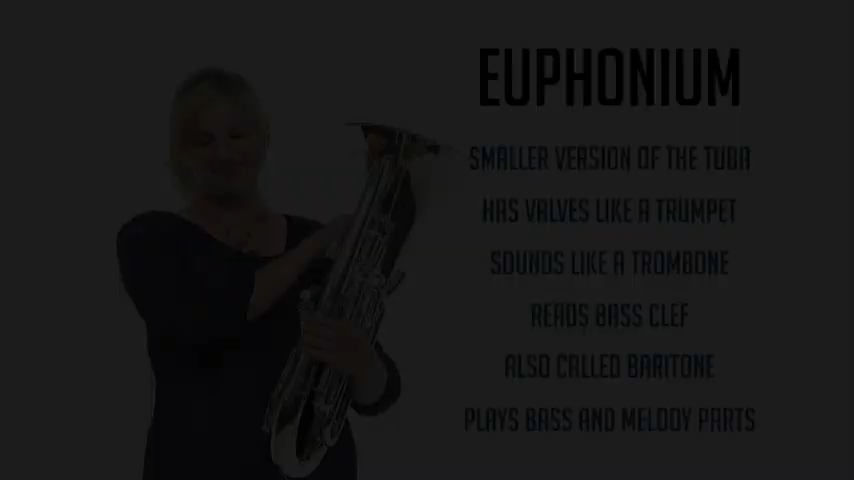 EUPHONIUM
SMALLER VERSION OF THE TUBA
HAS VALVES LIKE A TRUMPET
SOUNDS LIKE A TROMBONE
READS BASS CLEF
ALSO CALLED BARITONE
PLAYS BASS AND MELODY PARTS